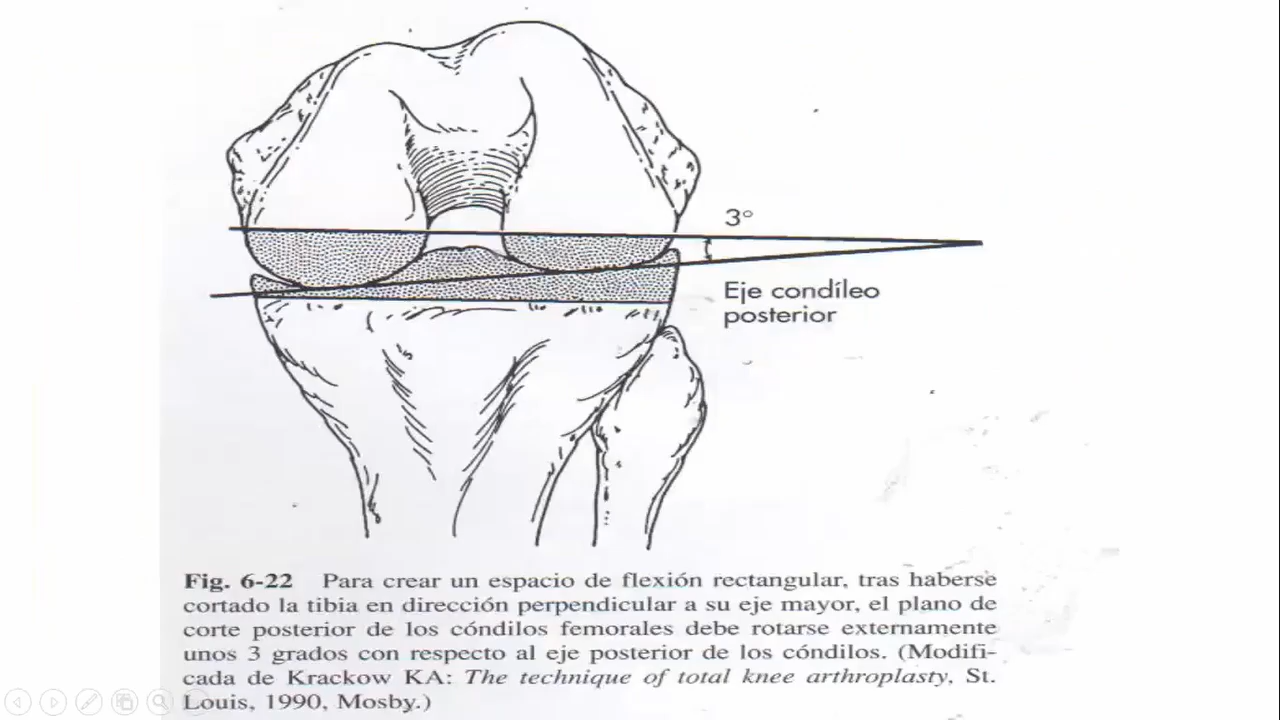 3°
Eje condíleo
posterior
Fig. 6-22 Para crear un espacio de flexión rectangular, tras haberse
cortado la tibia en dirección perpendicular a su eje mayor, el plano de
corte posterior de los cóndilos femorales debe rotarse externamente
unos 3 grados con respecto al eje posterior de los cóndilos. (Modifi-
cada de Krackow KA: The technique of total knee arthroplasty, St.
Louis, 1990, Mosby.)